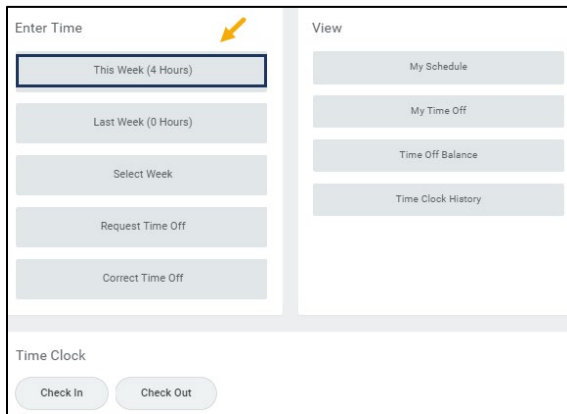 Enter Time
This Week (4 Hours)
Last Week (0 Hours)
Select Week
Request Time Off
Correct Time Off
View
My Schedule
My Time Off
Time Off Balance
Time Clock History
Time Clock
Check In
Check Out